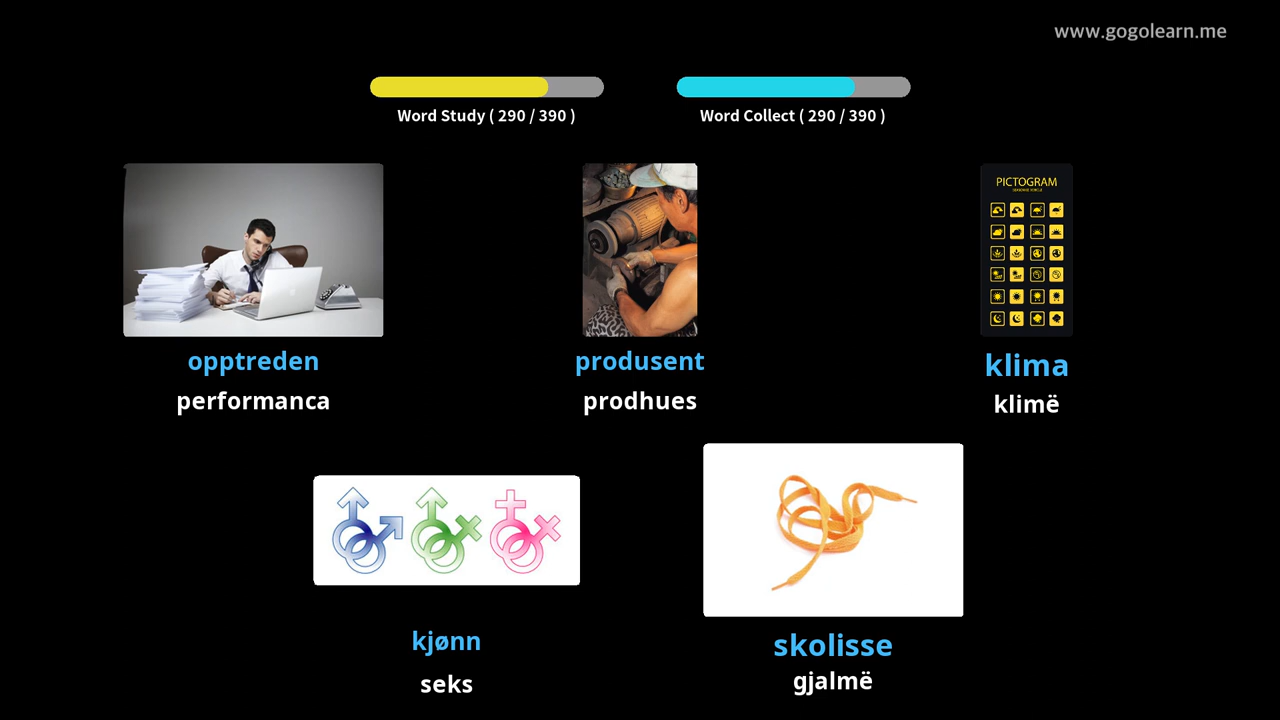 www.gogolearn.me
Word Study ( 290 / 390 )
Word Collect ( 290 / 390 )
PICTOGRAM
opptreden
performanca
produsent
prodhues
klima
klimë
kjønn
seks
skolisse
gjalmë